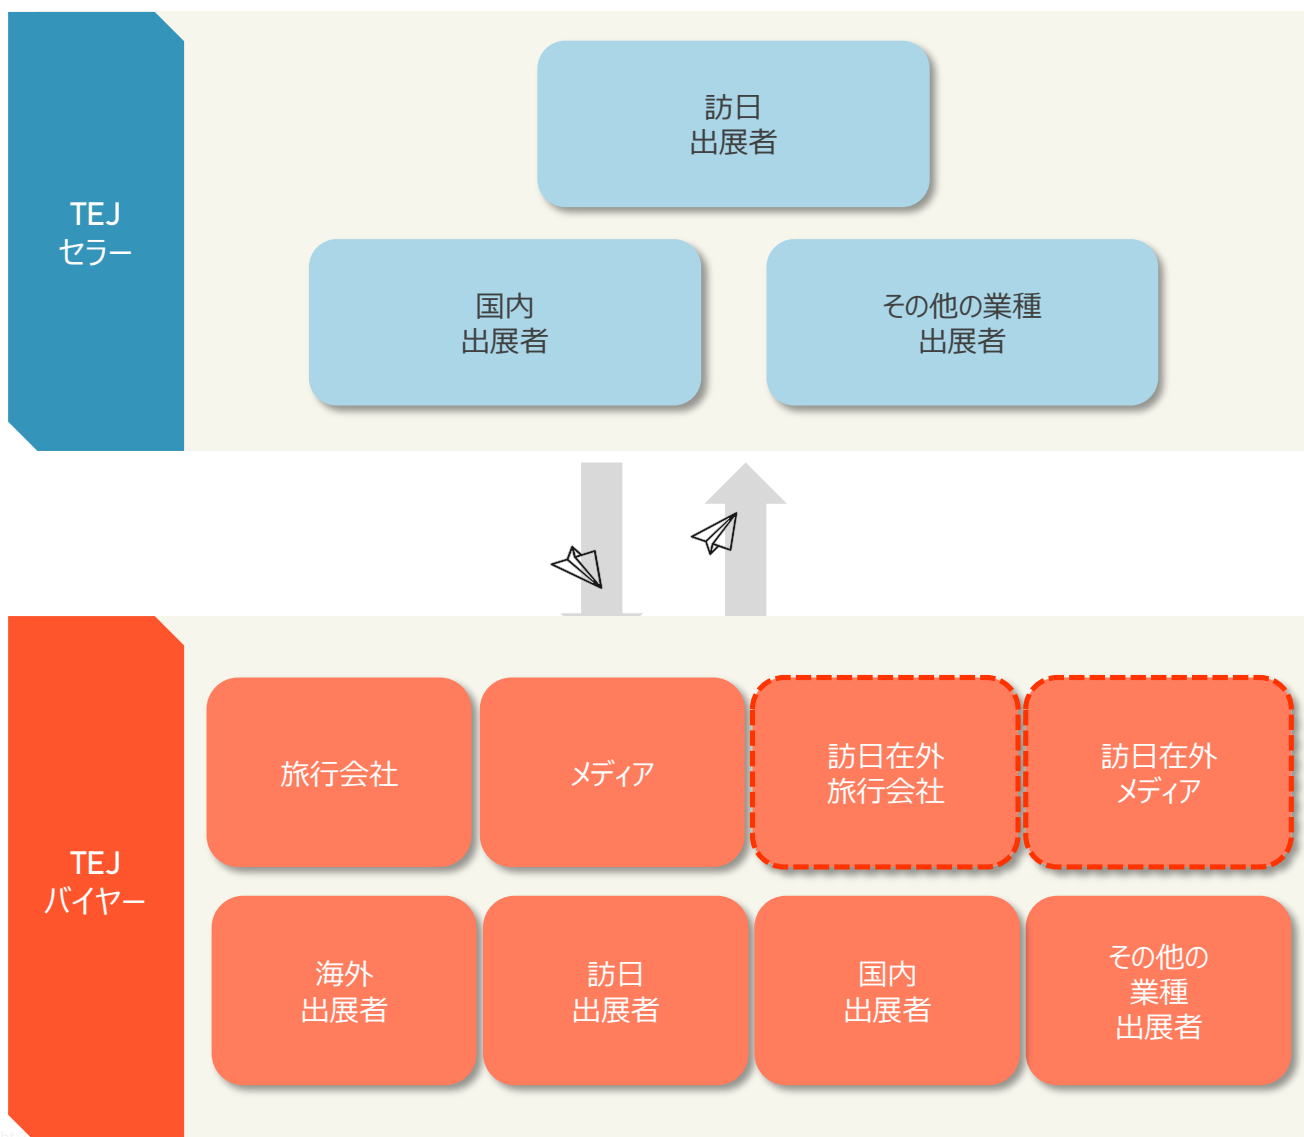 TEJ
セラー
訪日
出展者
国内
出展者
その他の業種
出展者
TEJ
バイヤー
旅行会社
メディア
訪日在外
旅行会社
訪日在外
メディア
海外
出展者
訪日
出展者
国内
出展者
その他の
業種
出展者